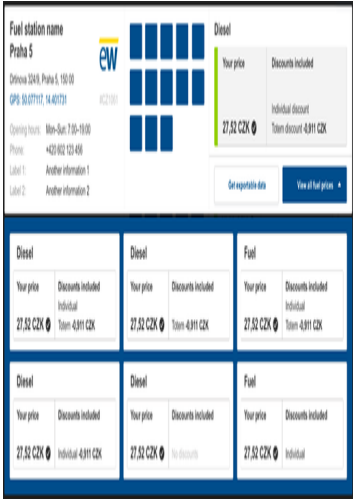 Fuel station name
Praha 5
ew
Ortinova 324/9, Praha 5, 150 00
GPS: 50.077117, 14.401731
#CZ1061
Opening hours: Mon–Sun: 7:00–19:00
Phone: +420 602 123 456
Label 1: Another information 1
Label 2: Another information 2
Diesel
Your price
Discounts included
Individual discount
27,52 CZK
Totem discount -0,911 CZK
Get exportable data
View all fuel prices
Diesel
Your price
Discounts included
Individual
27,52 CZK
Totem -0,911 CZK
Diesel
Your price
Discounts included
27,52 CZK
Totem -0,911 CZK
Fuel
Your price
Discounts included
Individual
27,52 CZK
Totem -0,911 CZK
Diesel
Your price
Discounts included
27,52 CZK
Individual -0,911 CZK
Diesel
Your price
Discounts included
27,52 CZK
No discounts
Fuel
Your price
Discounts included
27,52 CZK
Individual